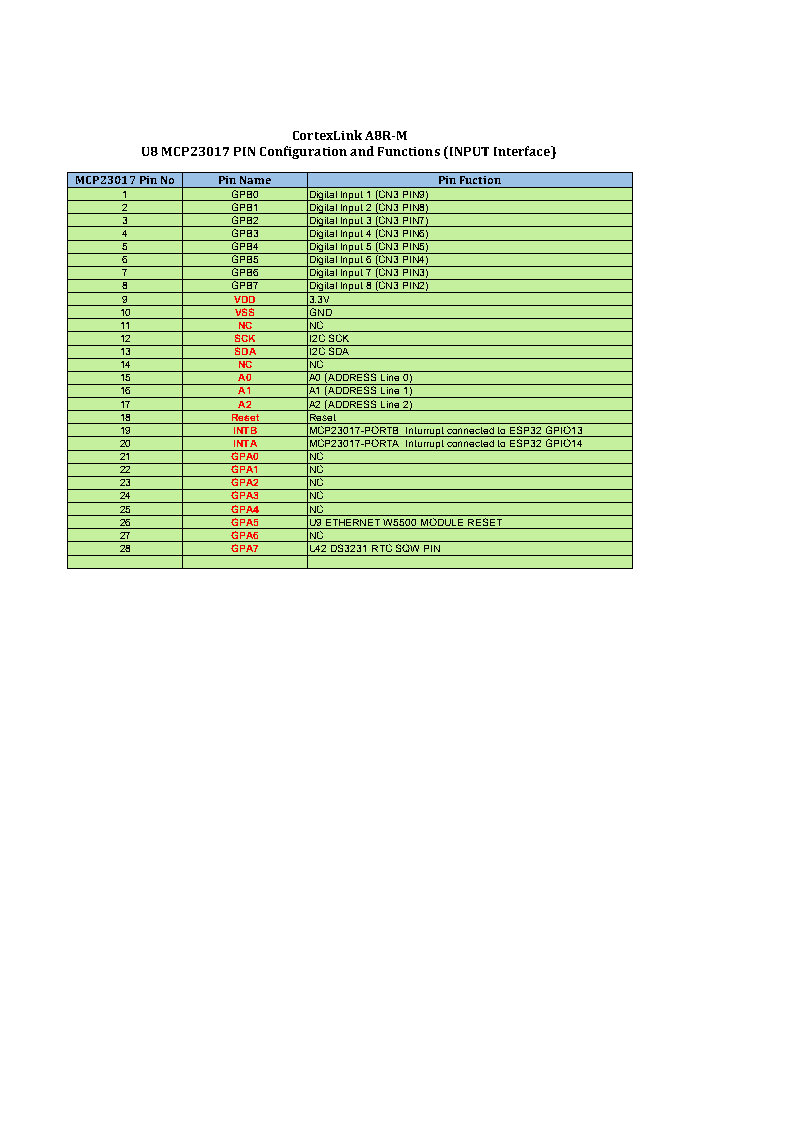 CortexLink A8R-M
U8 MCP23017 PIN Configuration and Functions (INPUT Interface}
MCP23017 Pin No Pin Name Pin Fuction
1 GPB0 Digital Input 1 (CN3 PIN9)
2 GPB1 Digital Input 2 (CN3 PIN8)
3 GPB2 Digital Input 3 (CN3 PIN7)
4 GPB3 Digital Input 4 (CN3 PIN6)
5 GPB4 Digital Input 5 (CN3 PIN5)
6 GPB5 Digital Input 6 (CN3 PIN4)
7 GPB6 Digital Input 7 (CN3 PIN3)
8 GPB7 Digital Input 8 (CN3 PIN2)
9 VDD 3.3V
10 VSS GND
11 NC NC
12 SCK I2C SCK
13 SDA I2C SDA
14 NC NC
15 A0 A0 (ADDRESS Line 0)
16 A1 A1 (ADDRESS Line 1)
17 A2 A2 (ADDRESS Line 2)
18 Reset Reset
19 INTB MCP23017-PORTB Inturrupt connected to ESP32 GPIO13
20 INTA MCP23017-PORTA Inturrupt connected to ESP32 GPIO14
21 GPA0 NC
22 GPA1 NC
23 GPA2 NC
24 GPA3 NC
25 GPA4 NC
26 GPA5 U9 ETHERNET W5500 MODULE RESET
27 GPA6 NC
28 GPA7 U42 DS3231 RTC SQW PIN